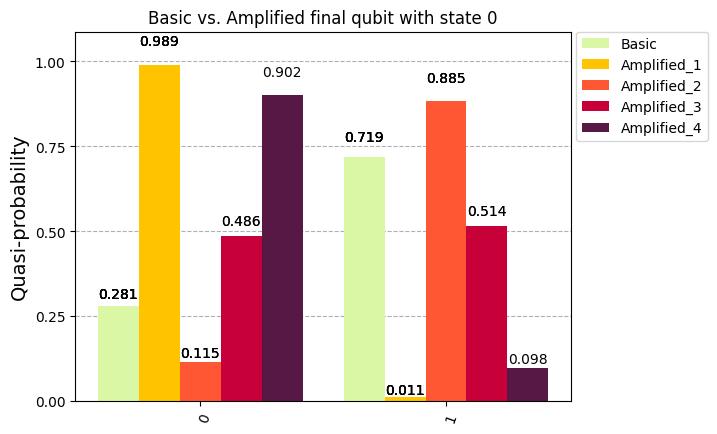 Basic vs. Amplified final qubit with state 0
Quasi-probability
1.00
0.75
0.50
0.25
0.00
0.281
0.989
0.115
0.486
0.902
0.719
0.011
0.885
0.514
0.098
0
1
Basic
Amplified_1
Amplified_2
Amplified_3
Amplified_4